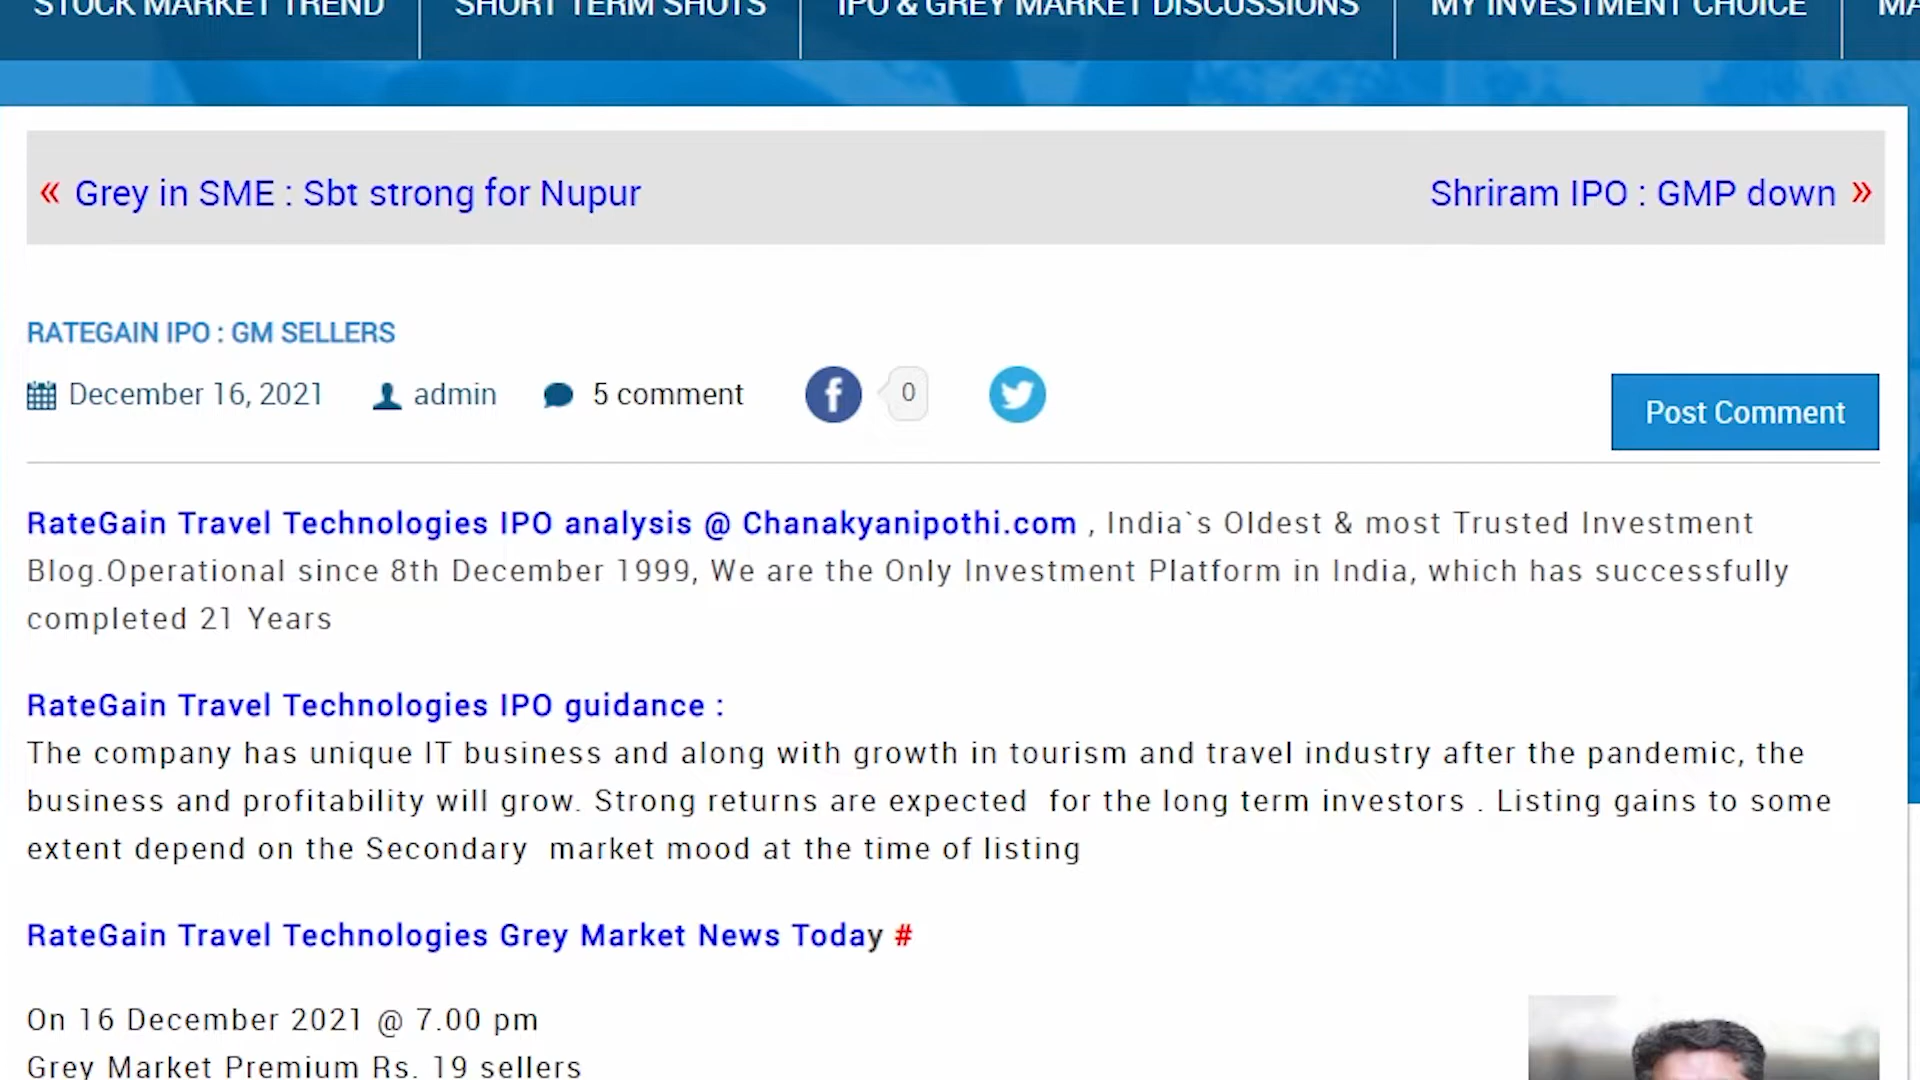 STOCK MARKET TREND SHORT TERM SHOTS IPO & GREY MARKET DISCUSSIONS MY INVESTMENT CHOICE
« Grey in SME : Sbt strong for Nupur Shriram IPO : GMP down »
RATEGAIN IPO : GM SELLERS
December 16, 2021 admin 5 comment f 0
Post Comment
RateGain Travel Technologies IPO analysis @ Chanakyanipothi.com , India`s Oldest & most Trusted Investment
Blog.Operational since 8th December 1999, We are the Only Investment Platform in India, which has successfully
completed 21 Years
RateGain Travel Technologies IPO guidance :
The company has unique IT business and along with growth in tourism and travel industry after the pandemic, the
business and profitability will grow. Strong returns are expected for the long term investors . Listing gains to some
extent depend on the Secondary market mood at the time of listing
RateGain Travel Technologies Grey Market News Today #
On 16 December 2021 @ 7.00 pm
Grey Market Premium Rs. 19 sellers